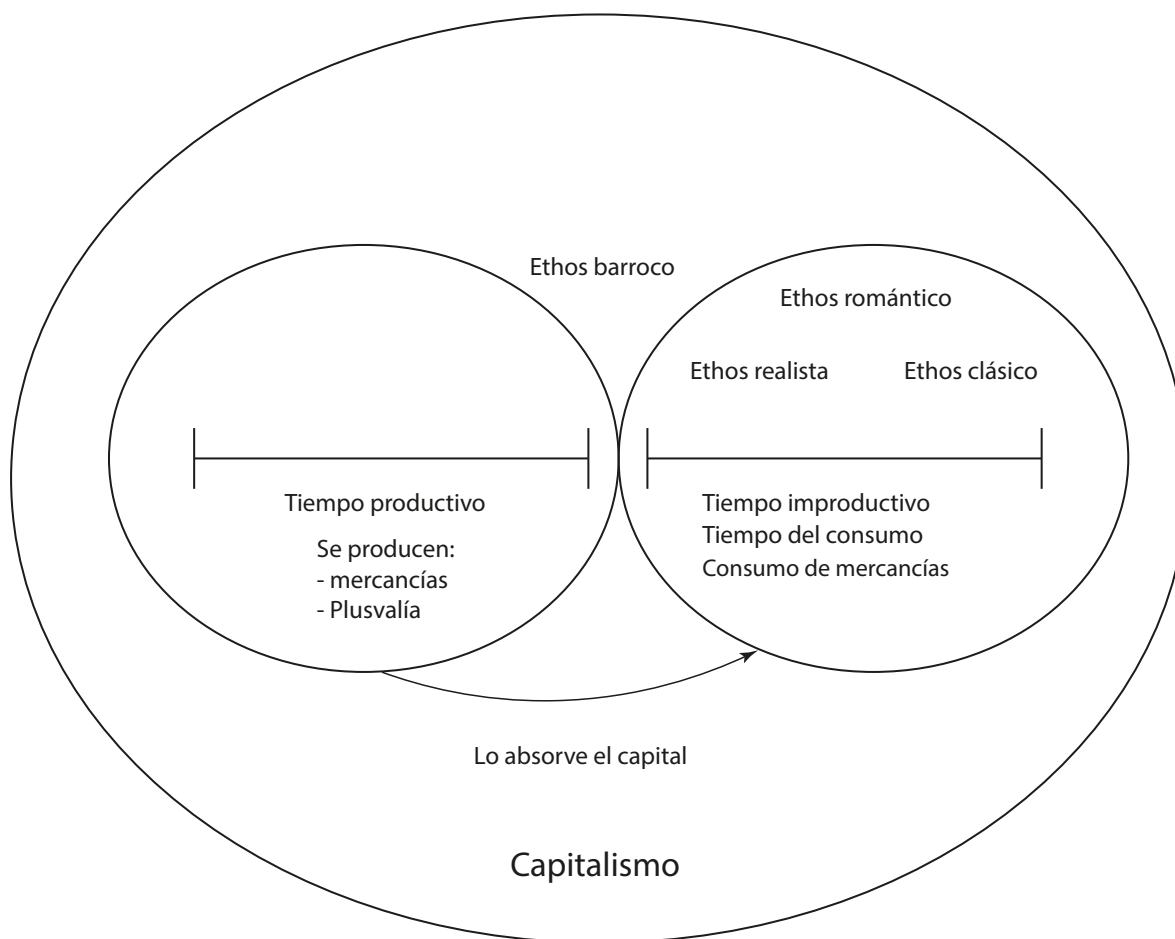 Ethos barroco
Ethos romántico
Ethos realista
Ethos clásico
Tiempo productivo
Se producen:
- mercancías
- Plusvalía
Tiempo improductivo
Tiempo del consumo
Consumo de mercancías
Lo absorve el capital
Capitalismo